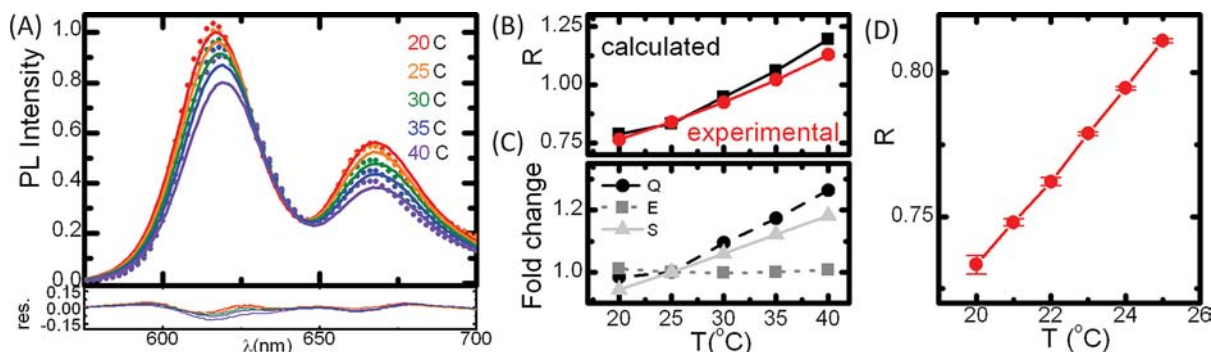 (A)
PL Intensity
1.0
0.8
0.6
0.4
0.2
0.0
20 C
25 C
30 C
35 C
40 C
res.
0.15
0.00
-0.15
600
650
700
λ(nm)
(B)
R
1.25
1.00
0.75
calculated
experimental
(C)
Fold change
1.2
1.0
Q
E
S
20
25
30
35
40
T(°C)
(D)
R
0.80
0.75
20
22
24
26
T (°C)